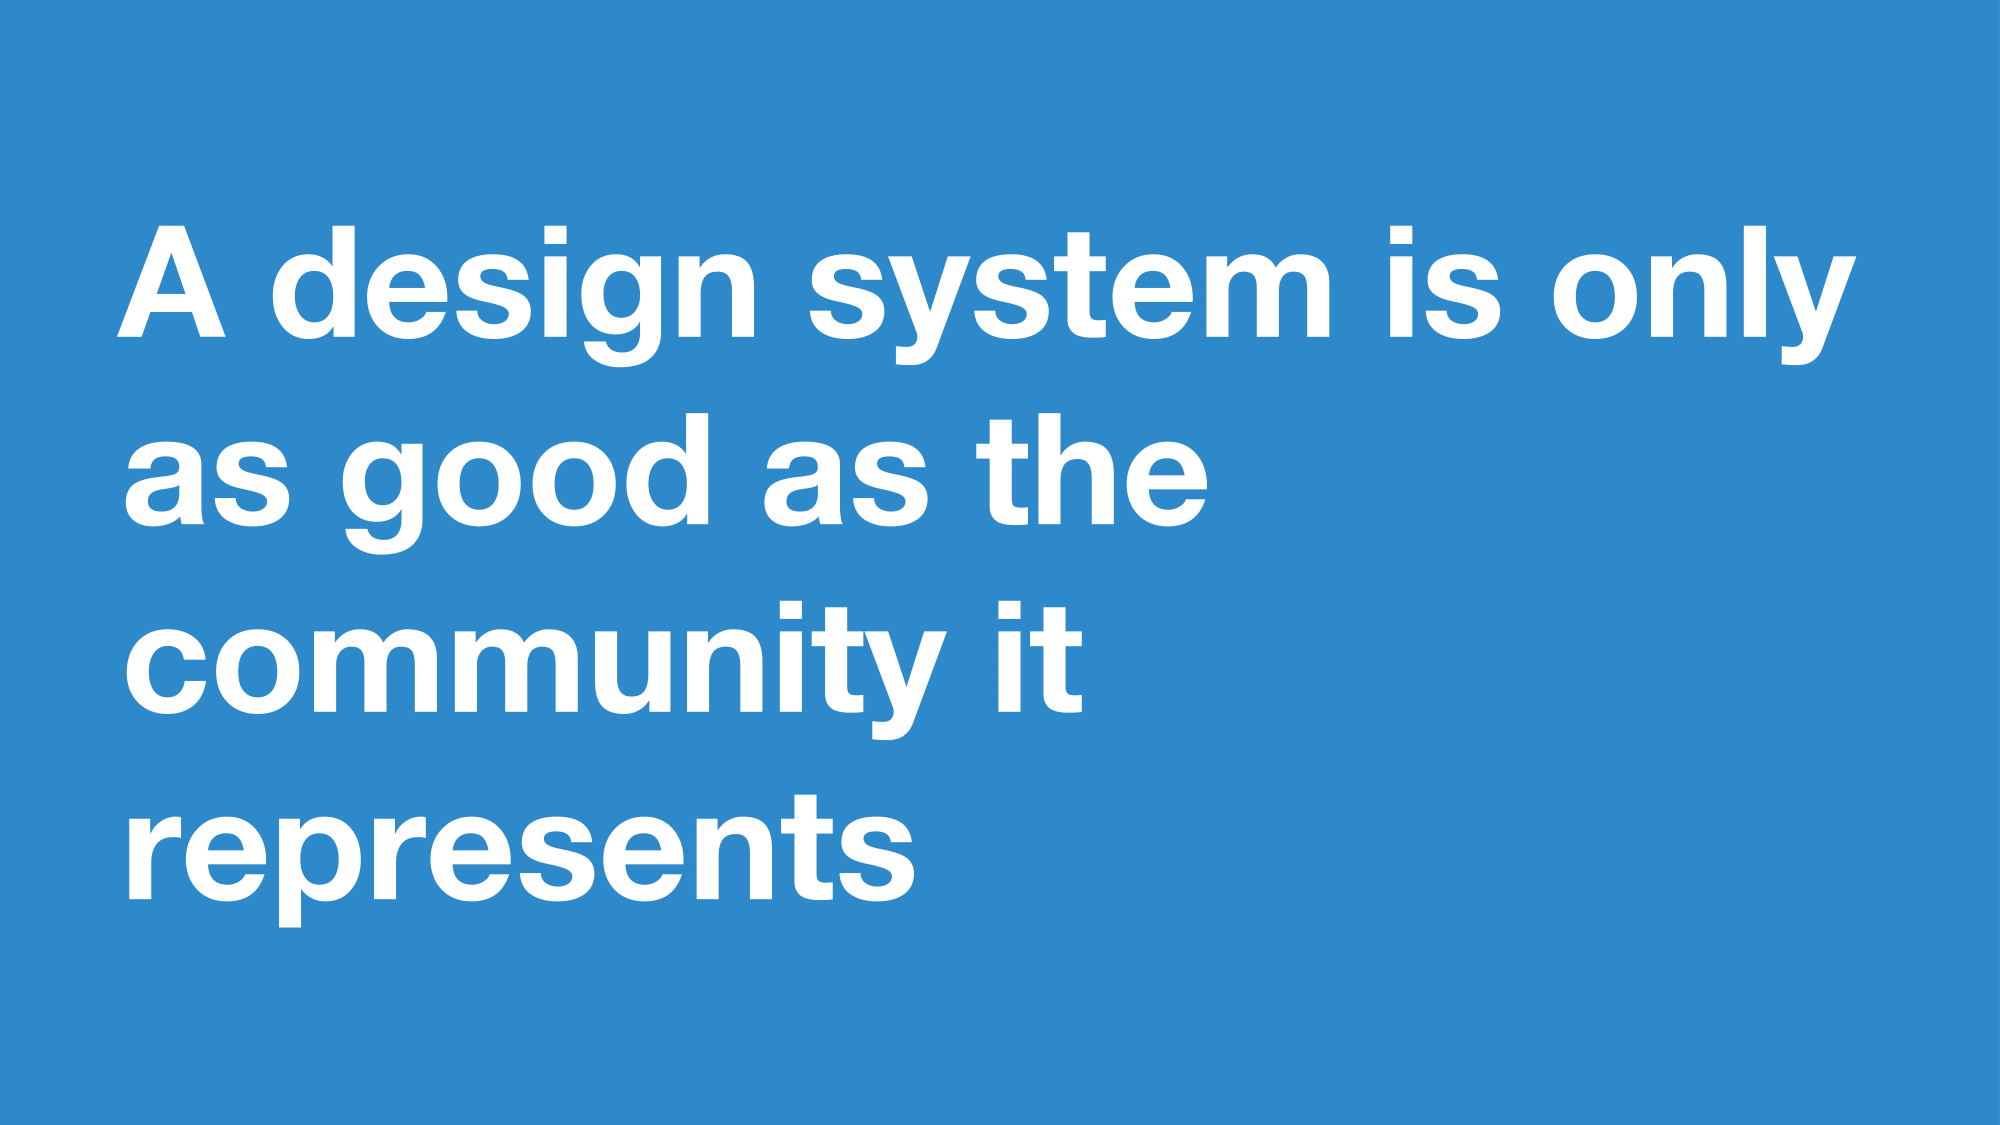 A design system is only
as good as the
community it
represents